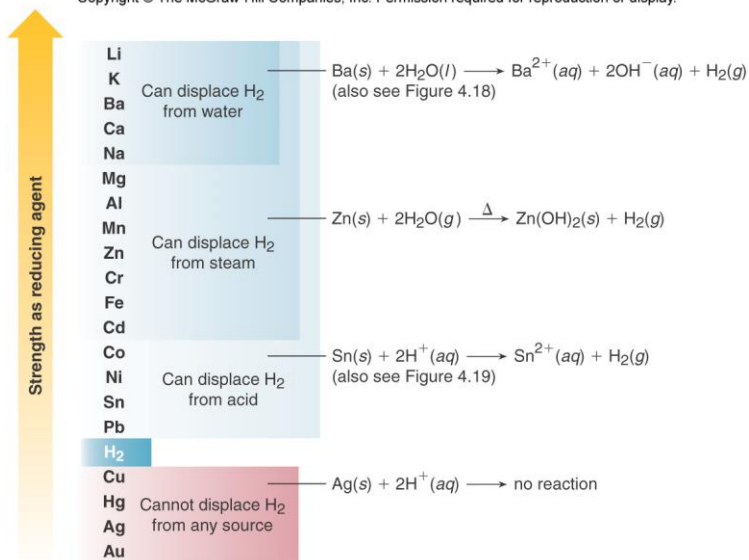 Copyright © The McGraw-Hill Companies, Inc. Permission required for reproduction or display.
Strength as reducing agent
Li
K
Ba
Ca
Na
Mg
Al
Mn
Zn
Cr
Fe
Cd
Co
Ni
Sn
Pb
H₂
Cu
Hg
Ag
Au
Can displace H₂
from water
Ba(s) + 2H₂O(l) ⟶ Ba²⁺(aq) + 2OH⁻(aq) + H₂(g)
(also see Figure 4.18)
Can displace H₂
from steam
Zn(s) + 2H₂O(g) —Δ→ Zn(OH)₂(s) + H₂(g)
Can displace H₂
from acid
Sn(s) + 2H⁺(aq) ⟶ Sn²⁺(aq) + H₂(g)
(also see Figure 4.19)
Cannot displace H₂
from any source
Ag(s) + 2H⁺(aq) ⟶ no reaction